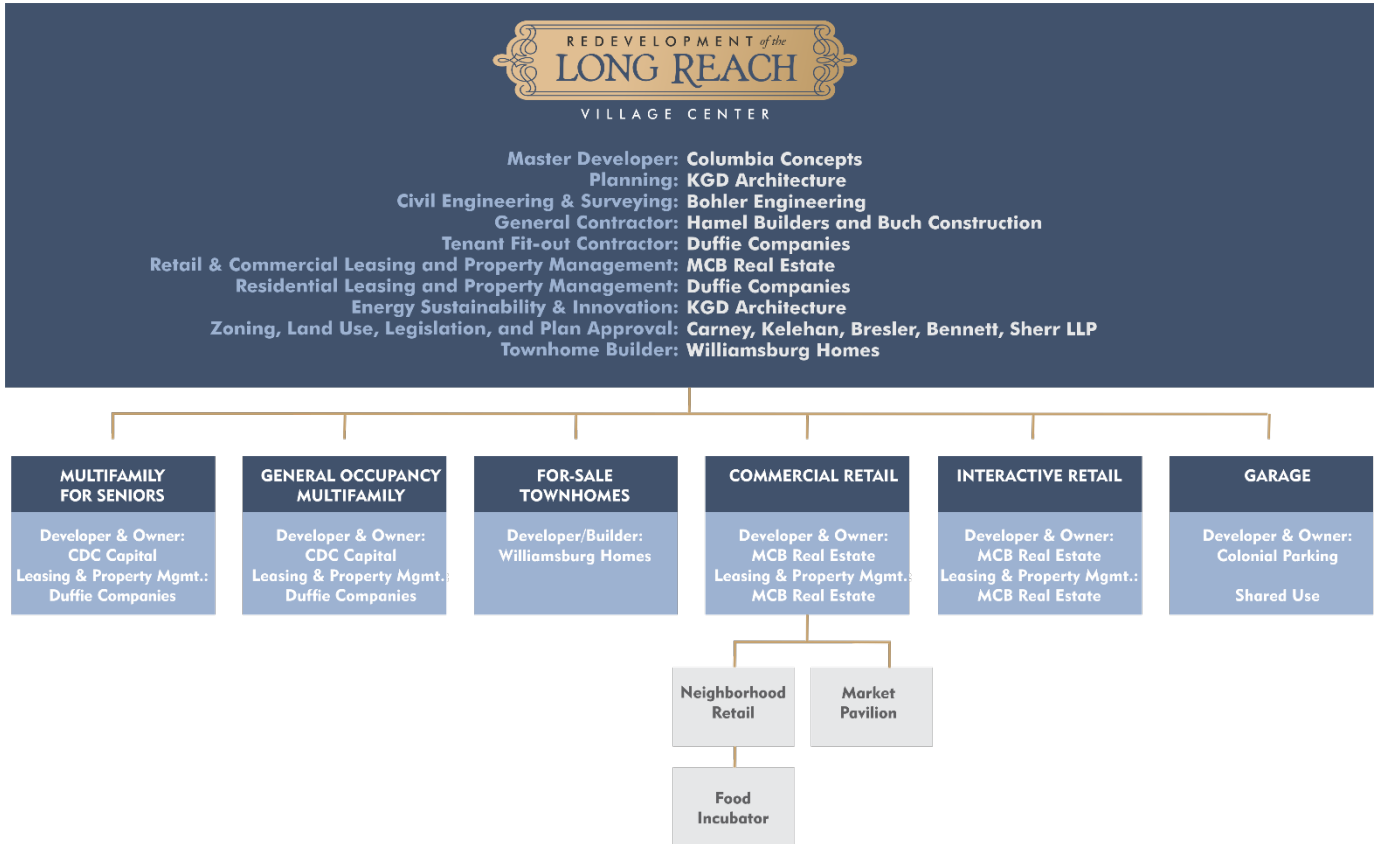 REDEVELOPMENT of the
LONG REACH
VILLAGE CENTER
Master Developer: Columbia Concepts
Planning: KGD Architecture
Civil Engineering & Surveying: Bohler Engineering
General Contractor: Hamel Builders and Buch Construction
Tenant Fit-out Contractor: Duffie Companies
Retail & Commercial Leasing and Property Management: MCB Real Estate
Residential Leasing and Property Management: Duffie Companies
Energy Sustainability & Innovation: KGD Architecture
Zoning, Land Use, Legislation, and Plan Approval: Carney, Kelehan, Bresler, Bennett, Sherr LLP
Townhome Builder: Williamsburg Homes
MULTIFAMILY
FOR SENIORS
Developer & Owner:
CDC Capital
Leasing & Property Mgmt.:
Duffie Companies
GENERAL OCCUPANCY
MULTIFAMILY
Developer & Owner:
CDC Capital
Leasing & Property Mgmt.:
Duffie Companies
FOR-SALE
TOWNHOMES
Developer/Builder:
Williamsburg Homes
COMMERCIAL RETAIL
Developer & Owner:
MCB Real Estate
Leasing & Property Mgmt.:
MCB Real Estate
INTERACTIVE RETAIL
Developer & Owner:
MCB Real Estate
Leasing & Property Mgmt.:
MCB Real Estate
GARAGE
Developer & Owner:
Colonial Parking
Shared Use
Neighborhood
Retail
Market
Pavilion
Food
Incubator